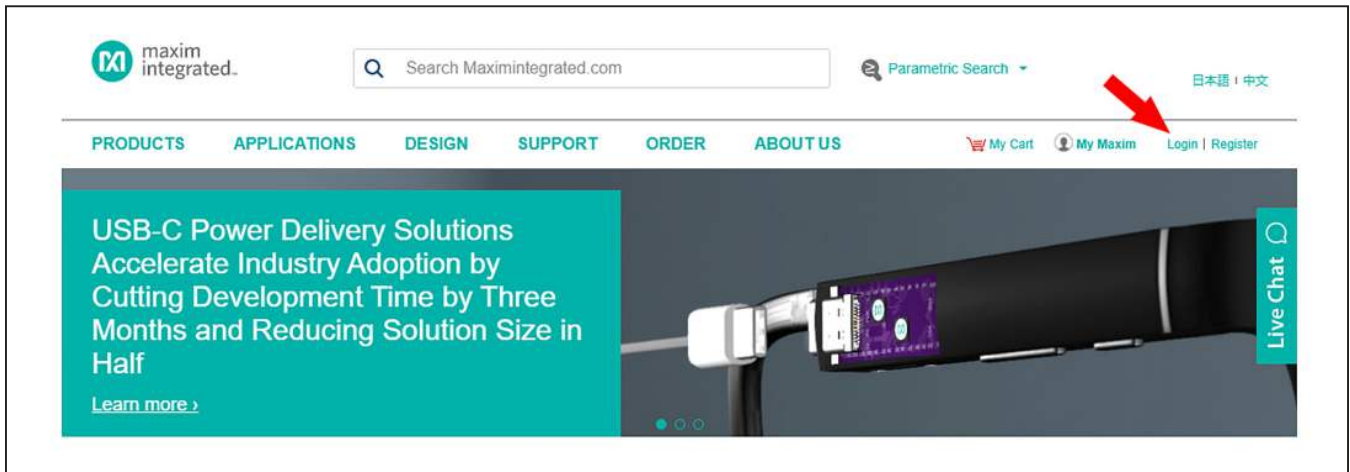 maxim
integrated™
Search Maximintegrated.com
Parametric Search
日本語 | 中文
PRODUCTS APPLICATIONS DESIGN SUPPORT ORDER ABOUT US My Cart My Maxim Login | Register
USB-C Power Delivery Solutions
Accelerate Industry Adoption by
Cutting Development Time by Three
Months and Reducing Solution Size in
Half
Learn more ›
Live Chat